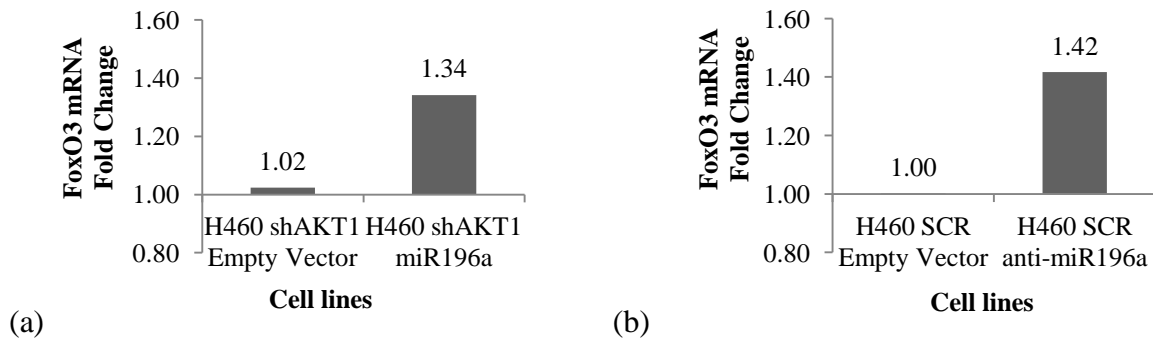 FoxO3 mRNA
Fold Change
1.60
1.40
1.20
1.00
0.80
1.02
1.34
H460 shAKT1
Empty Vector
H460 shAKT1
miR196a
Cell lines
(a)
FoxO3 mRNA
Fold Change
1.60
1.40
1.20
1.00
0.80
1.00
1.42
H460 SCR
Empty Vector
H460 SCR
anti-miR196a
Cell lines
(b)